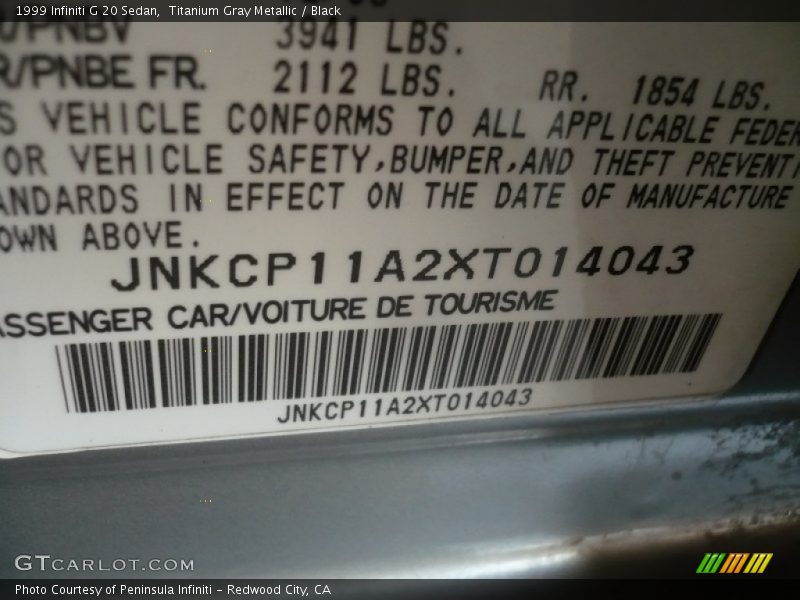 1999 Infiniti G 20 Sedan, Titanium Gray Metallic / Black
/PNBV 3941 LBS.
R/PNBE FR. 2112 LBS. RR. 1854 LBS.
S VEHICLE CONFORMS TO ALL APPLICABLE FEDER
OR VEHICLE SAFETY,BUMPER,AND THEFT PREVENTI
ANDARDS IN EFFECT ON THE DATE OF MANUFACTURE
OWN ABOVE.
JNKCP11A2XT014043
ASSENGER CAR/VOITURE DE TOURISME
JNKCP11A2XT014043
GTCARLOT.COM
Photo Courtesy of Peninsula Infiniti - Redwood City, CA